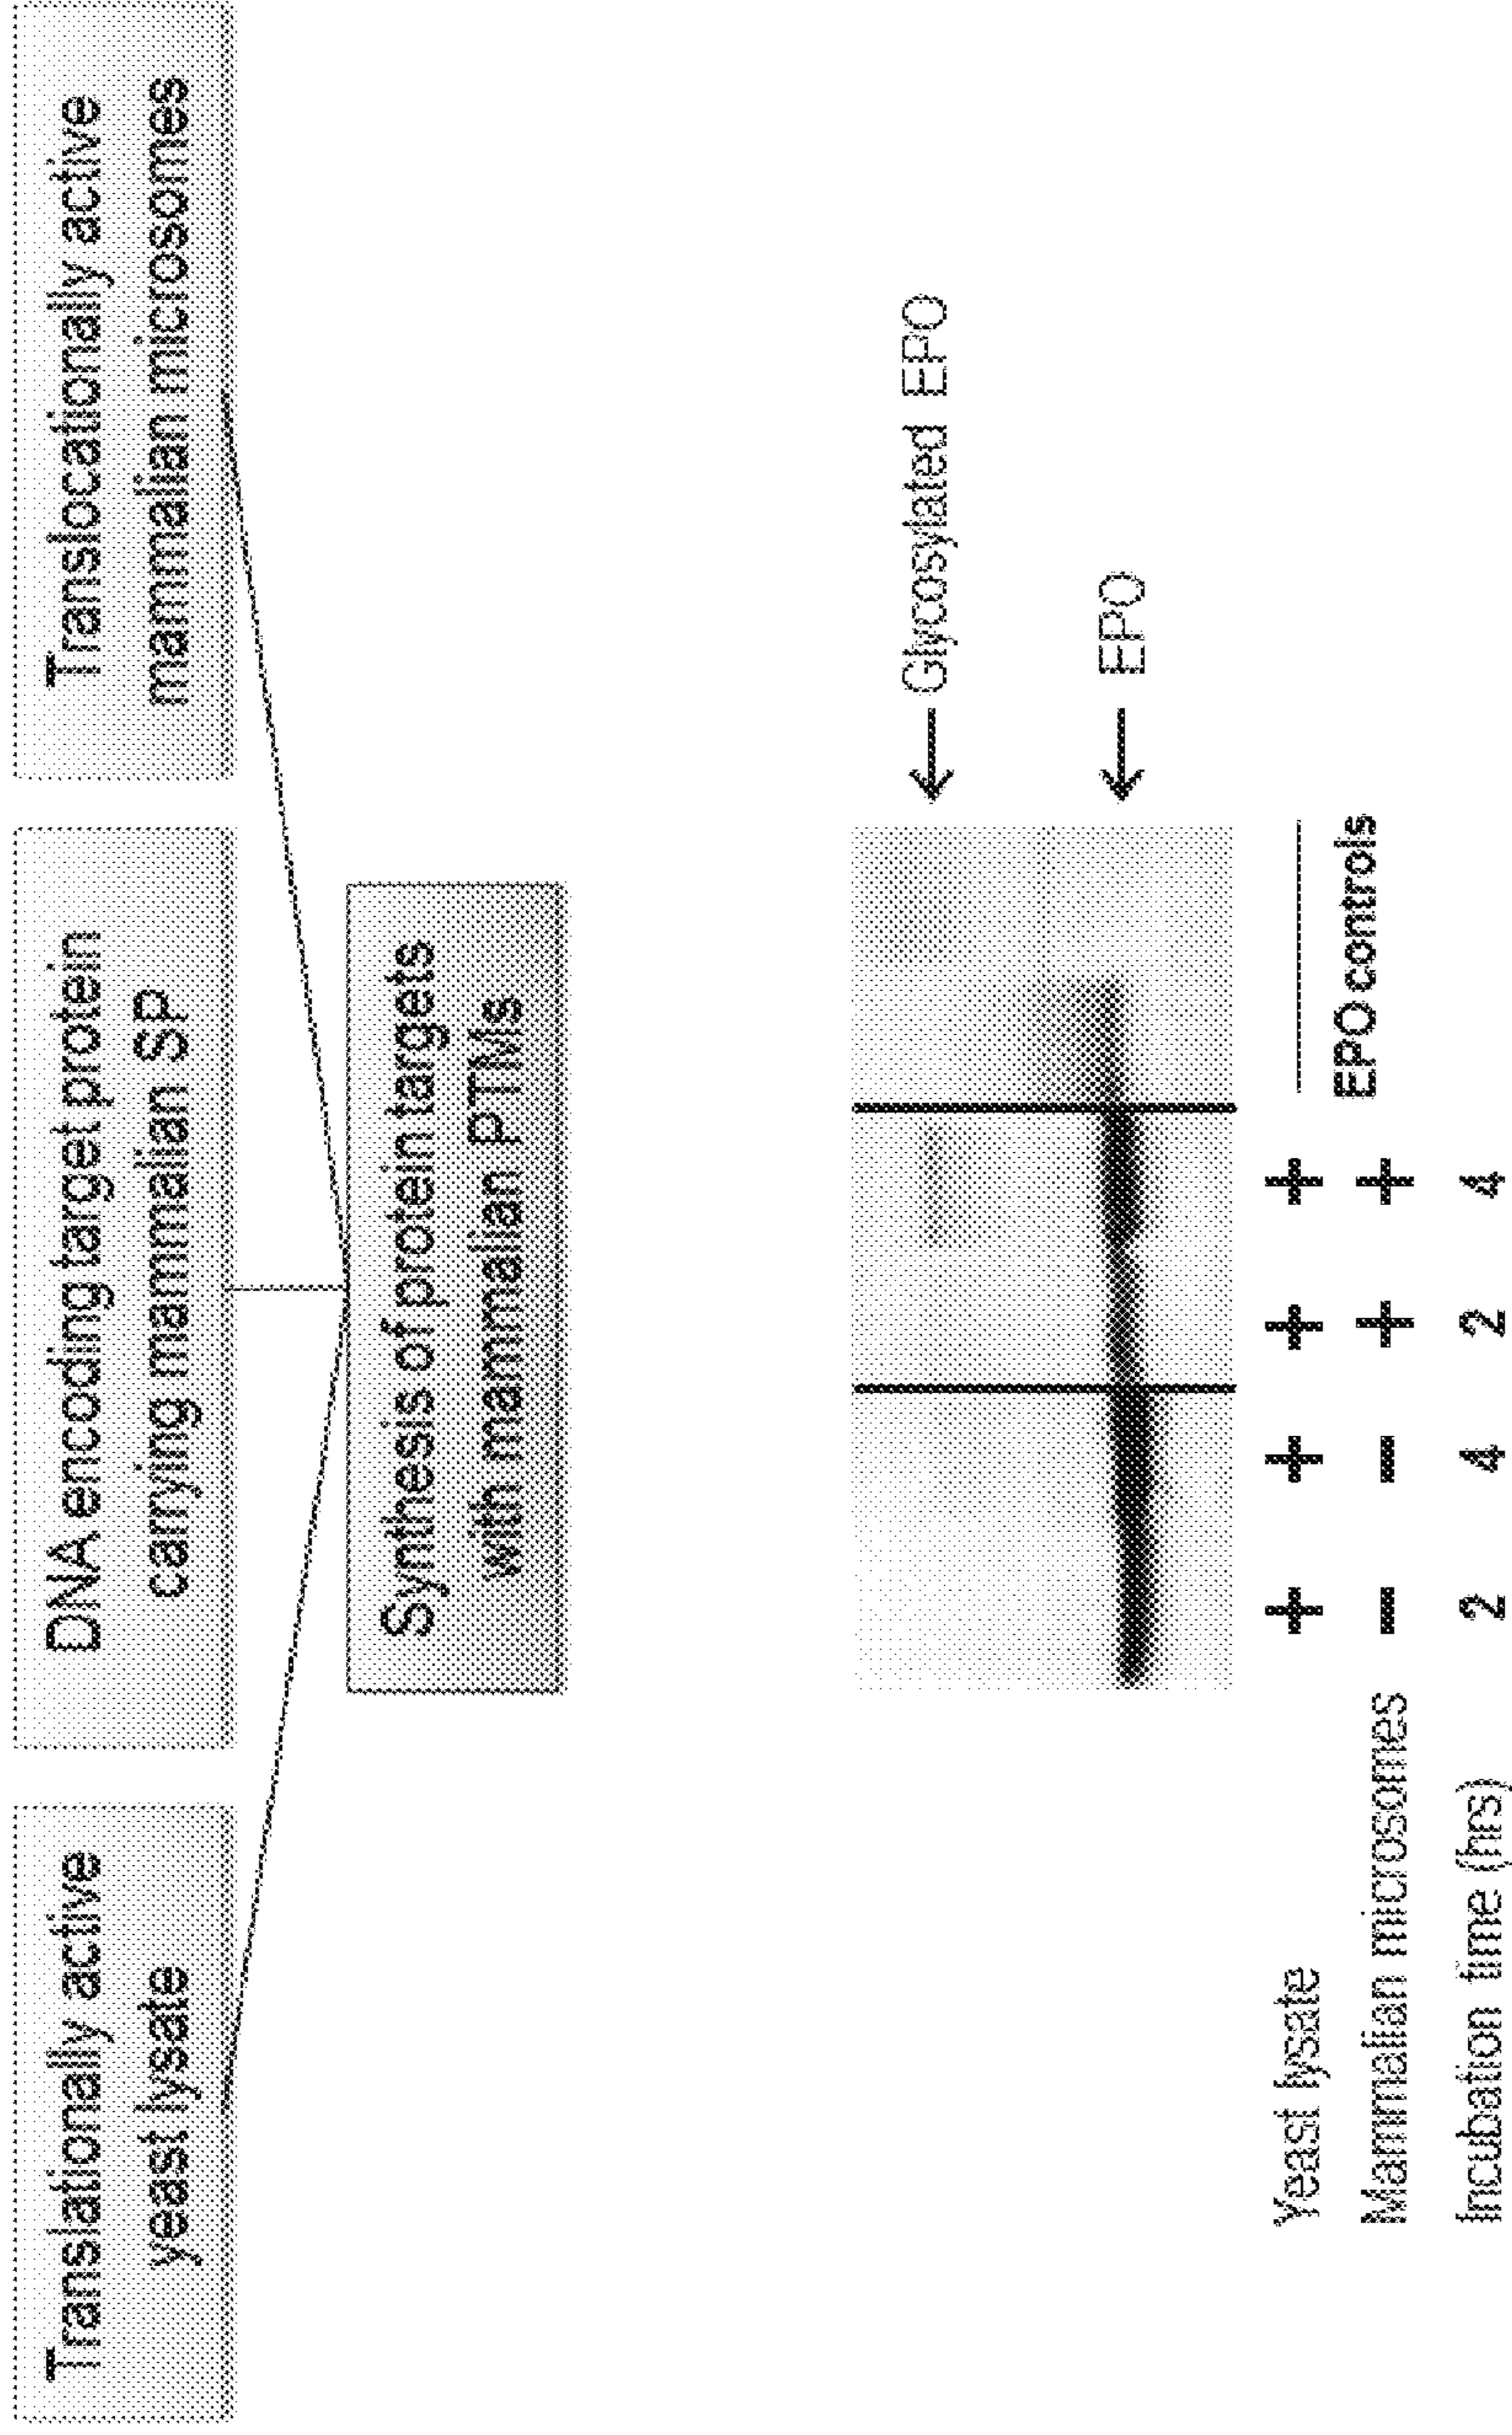 Translationally active
yeast lysate
DNA encoding target protein
carrying mammalian SP
Translocationally active
mammalian microsomes
Synthesis of protein targets
with mammalian PTMs
Glycosylated EPO
EPO
Yeast lysate + + + +
EPO controls
Mammalian microsomes − − + +
Incubation time (hrs) 2 4 2 4